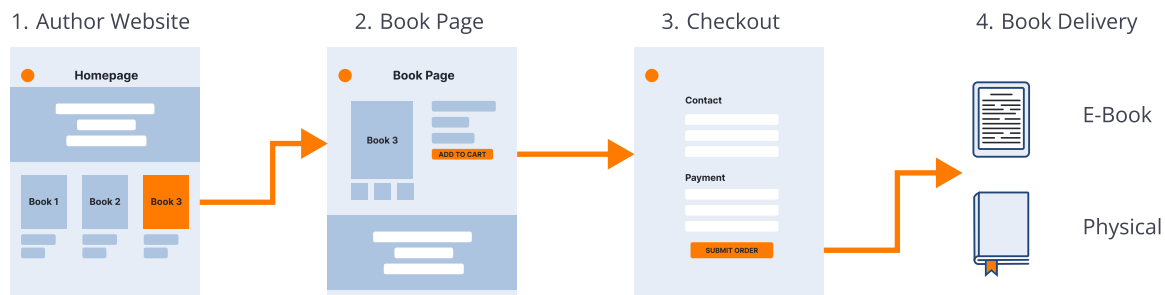 1. Author Website
2. Book Page
3. Checkout
4. Book Delivery
Homepage
Book 1
Book 2
Book 3
Book Page
Book 3
ADD TO CART
Contact
Payment
SUBMIT ORDER
E-Book
Physical